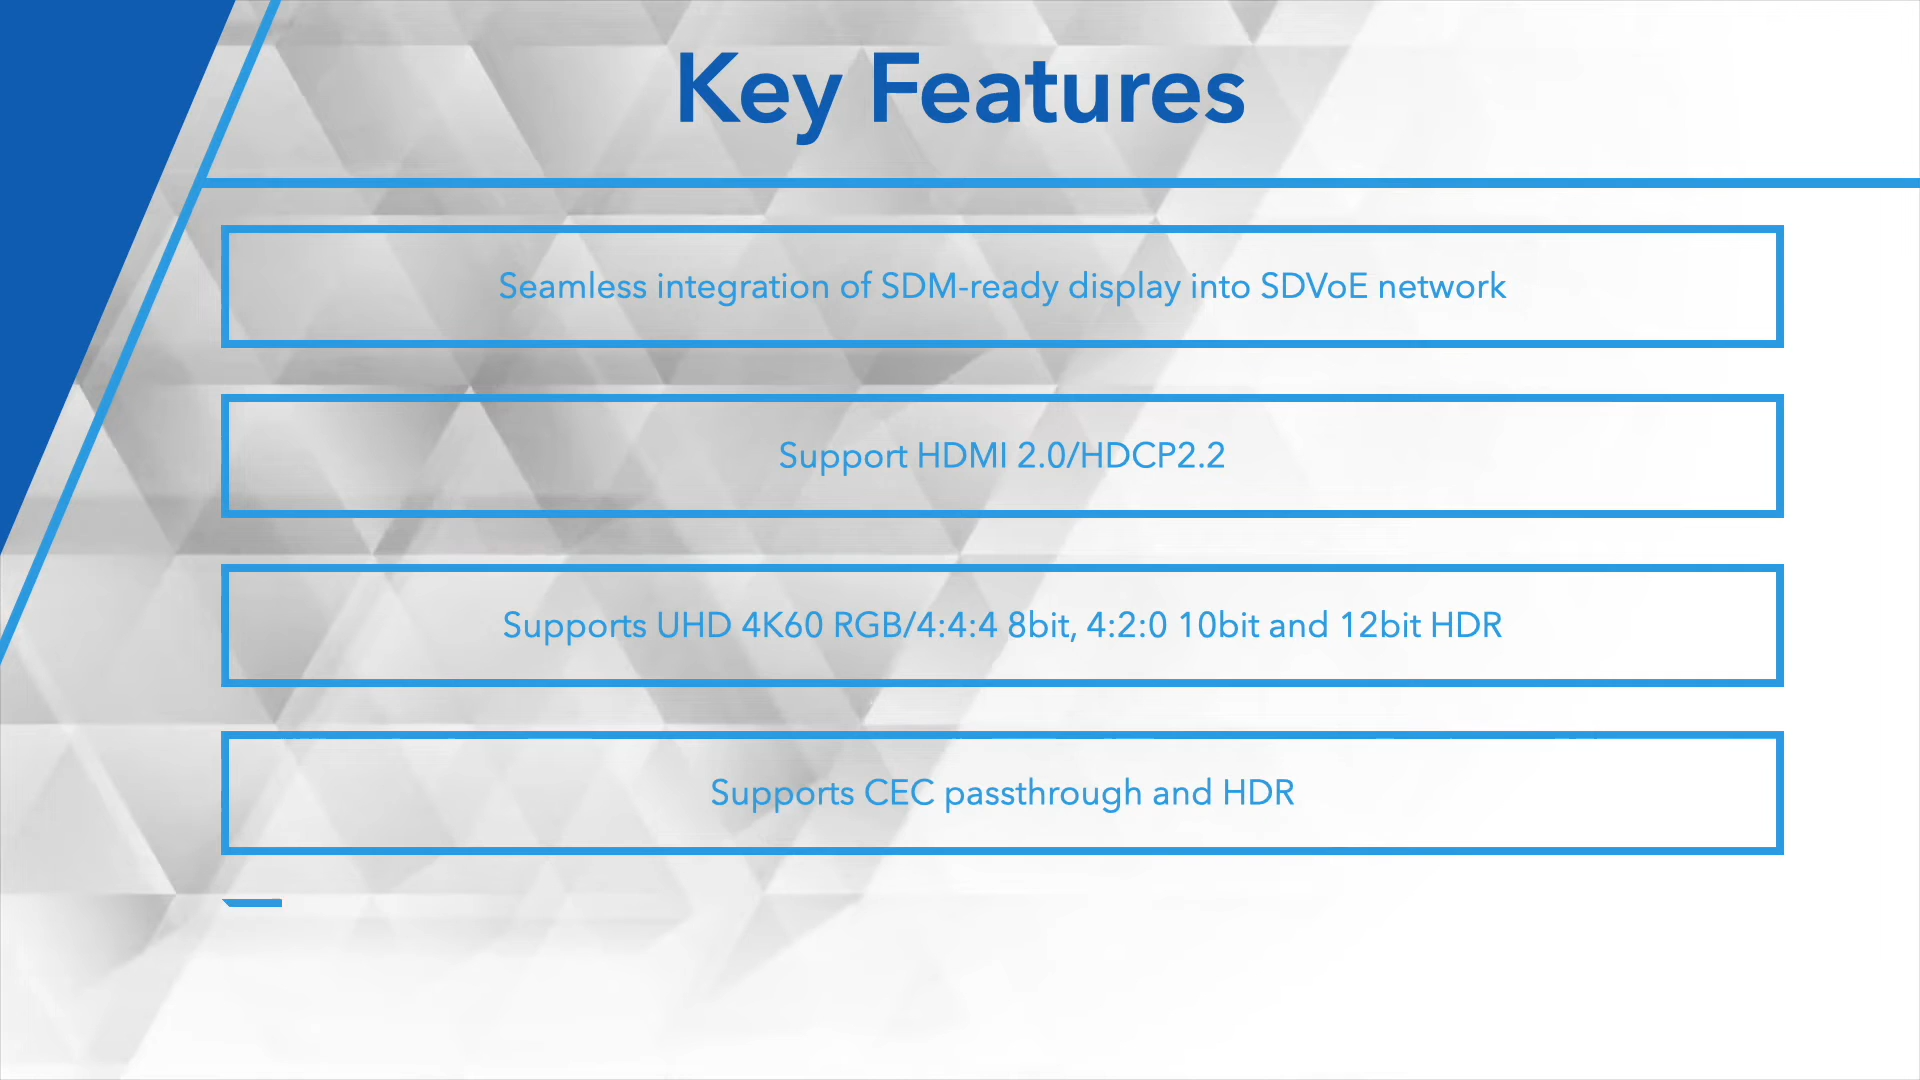 Key Features
Seamless integration of SDM-ready display into SDVoE network
Support HDMI 2.0/HDCP2.2
Supports UHD 4K60 RGB/4:4:4 8bit, 4:2:0 10bit and 12bit HDR
Supports CEC passthrough and HDR